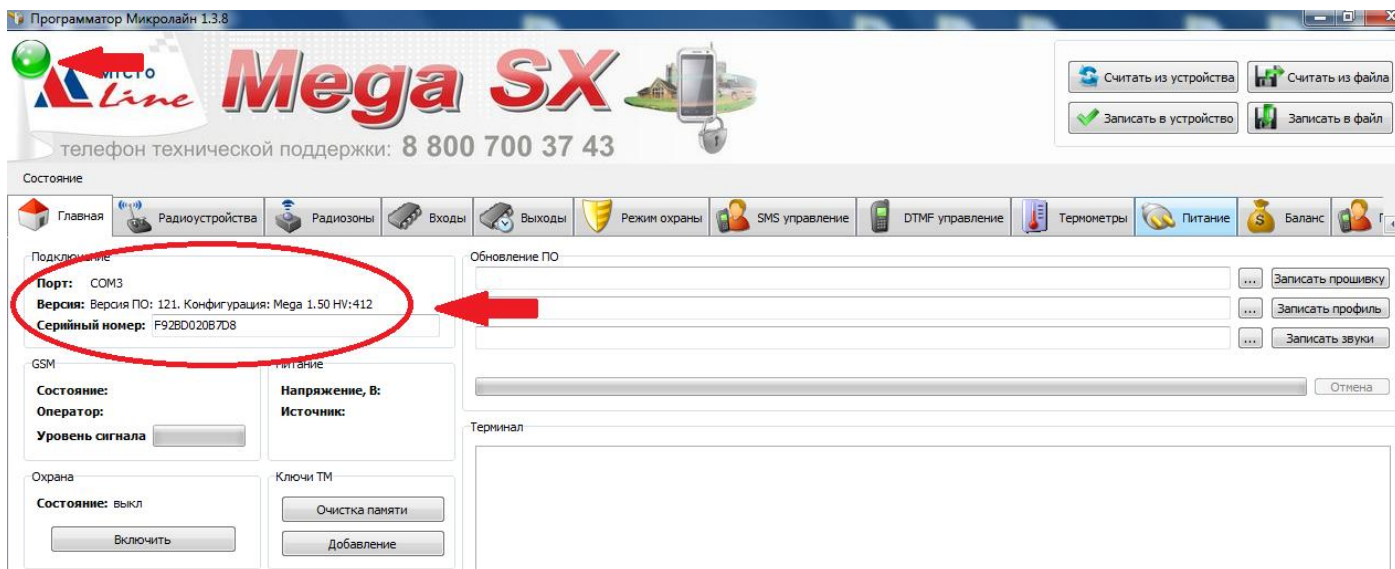 Программатор Микролайн 1.3.8
місго
Line
Mega SX
телефон технической поддержки: 8 800 700 37 43
Считать из устройства
Считать из файла
Записать в устройство
Записать в файл
Состояние
Главная Радиоустройства Радиозоны Входы Выходы Режим охраны SMS управление DTMF управление Термометры Питание Баланс
Подключение
Порт: COM3
Версия: Версия ПО: 121. Конфигурация: Mega 1.50 HV:412
Серийный номер: F92BD020B7D8
Обновление ПО
... Записать прошивку
... Записать профиль
... Записать звуки
Отмена
GSM
Состояние:
Оператор:
Уровень сигнала
Питание
Напряжение, В:
Источник:
Терминал
Охрана
Состояние: выкл
Включить
Ключи ТМ
Очистка памяти
Добавление